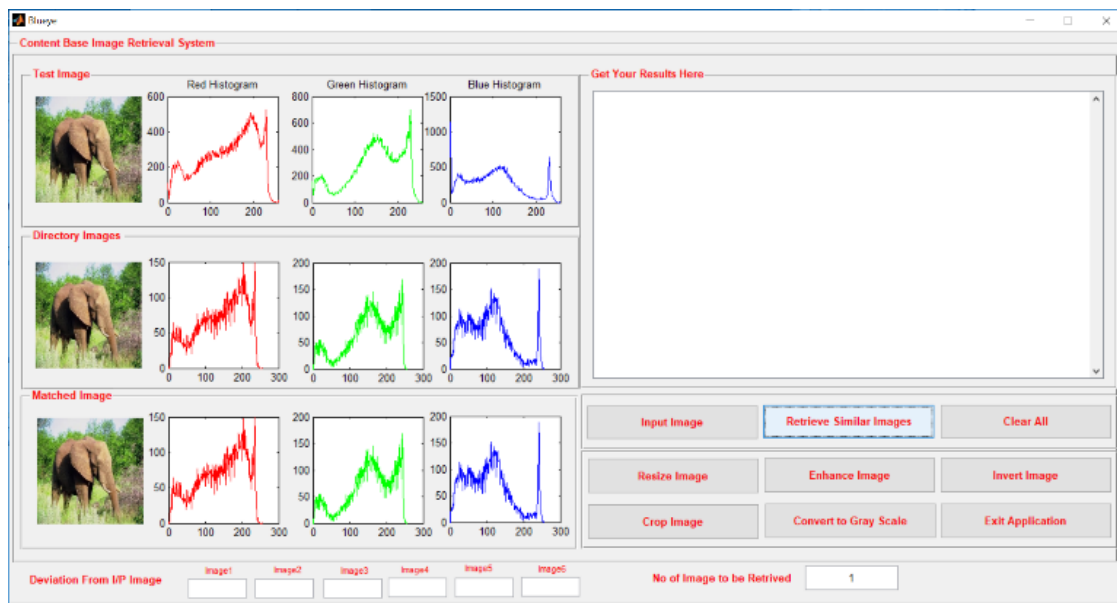 Blueye
Content Base Image Retrieval System
Test Image
Red Histogram
Green Histogram
Blue Histogram
600
400
200
0
0 100 200
800
600
400
200
0
0 100 200
1500
1000
500
0
0 100 200
Directory Images
150
100
50
0
0 100 200 300
200
150
100
50
0
0 100 200 300
200
150
100
50
0
0 100 200 300
Matched Image
150
100
50
0
0 100 200 300
200
150
100
50
0
0 100 200 300
200
150
100
50
0
0 100 200 300
Get Your Results Here
Input Image
Retrieve Similar Images
Clear All
Resize Image
Enhance Image
Invert Image
Crop Image
Convert to Gray Scale
Exit Application
Deviation From I/P Image
Image1
Image2
Image3
Image4
Image5
Image6
No of Image to be Retrived
1